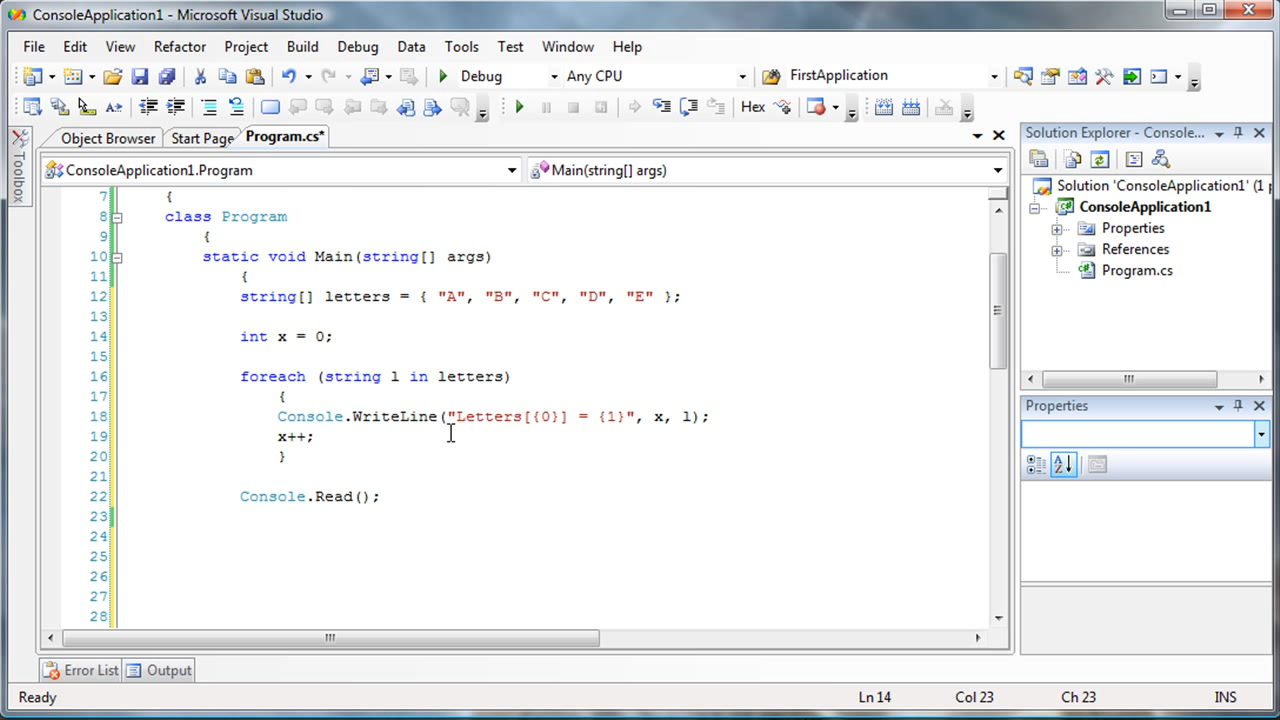 ConsoleApplication1 - Microsoft Visual Studio
File Edit View Refactor Project Build Debug Data Tools Test Window Help
Debug Any CPU FirstApplication
Hex
Object Browser Start Page Program.cs*
ConsoleApplication1.Program Main(string[] args)
Toolbox
7 {
8 class Program
9 {
10 static void Main(string[] args)
11 {
12 string[] letters = { "A", "B", "C", "D", "E" };
13
14 int x = 0;
15
16 foreach (string l in letters)
17 {
18 Console.WriteLine("Letters[{0}] = {1}", x, l);
19 x++;
20 }
21
22 Console.Read();
23
24
25
26
27
28
Solution Explorer - Console...
Solution 'ConsoleApplication1' (1 p
ConsoleApplication1
Properties
References
Program.cs
Properties
Error List Output
Ready Ln 14 Col 23 Ch 23 INS